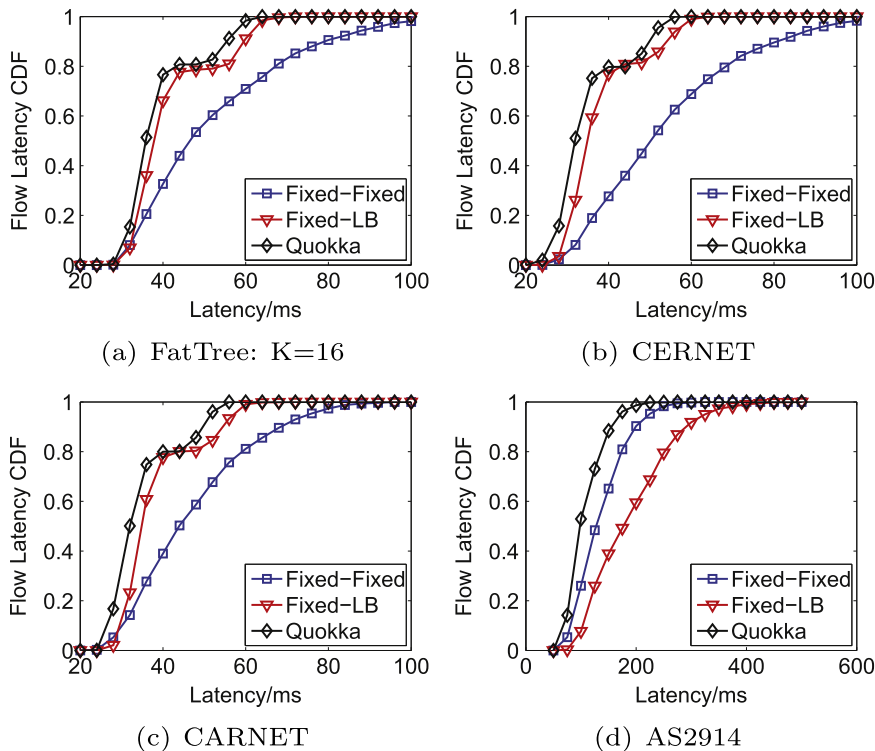 1
0.8
0.6
0.4
0.2
0
20 40 60 80 100
Flow Latency CDF
Latency/ms
Fixed−Fixed
Fixed−LB
Quokka
(a) FatTree: K=16
1
0.8
0.6
0.4
0.2
0
20 40 60 80 100
Flow Latency CDF
Latency/ms
Fixed−Fixed
Fixed−LB
Quokka
(b) CERNET
1
0.8
0.6
0.4
0.2
0
20 40 60 80 100
Flow Latency CDF
Latency/ms
Fixed−Fixed
Fixed−LB
Quokka
(c) CARNET
1
0.8
0.6
0.4
0.2
0
0 200 400 600
Flow Latency CDF
Latency/ms
Fixed−Fixed
Fixed−LB
Quokka
(d) AS2914